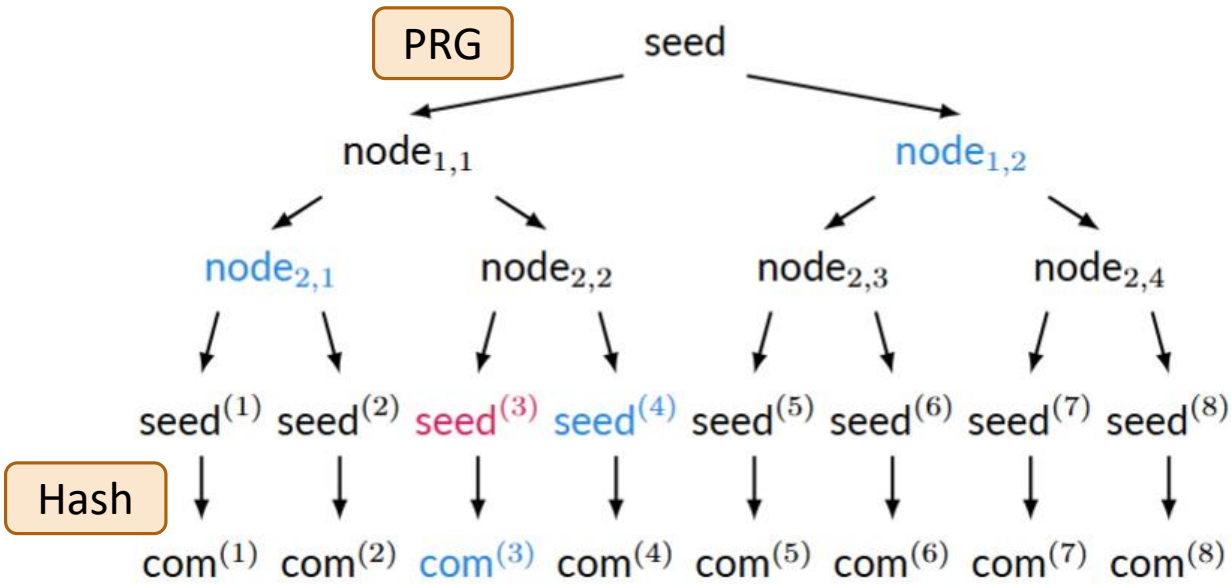 PRG seed
node₁,₁ node₁,₂
node₂,₁ node₂,₂ node₂,₃ node₂,₄
seed⁽¹⁾ seed⁽²⁾ seed⁽³⁾ seed⁽⁴⁾ seed⁽⁵⁾ seed⁽⁶⁾ seed⁽⁷⁾ seed⁽⁸⁾
Hash
com⁽¹⁾ com⁽²⁾ com⁽³⁾ com⁽⁴⁾ com⁽⁵⁾ com⁽⁶⁾ com⁽⁷⁾ com⁽⁸⁾